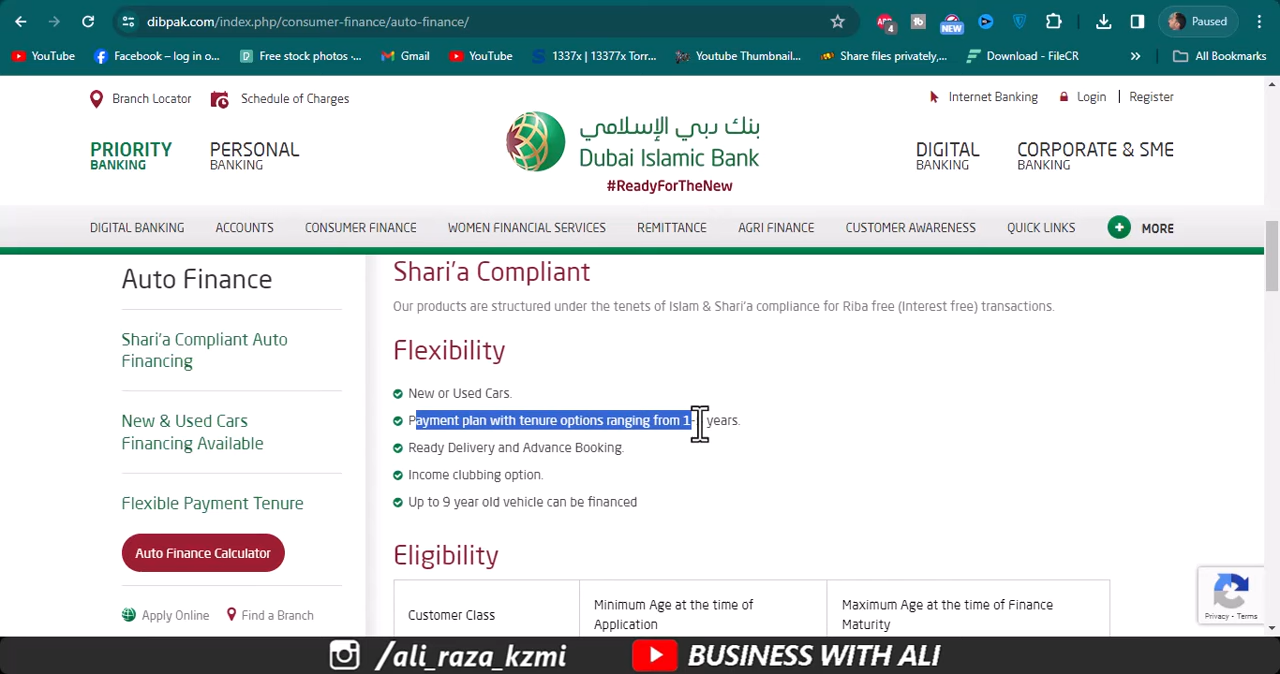 dibpak.com/index.php/consumer-finance/auto-finance/
4
NEW
Paused
YouTube
Facebook – log in o...
Free stock photos ·...
Gmail
YouTube
1337x | 13377x Torr...
Youtube Thumbnail...
Share files privately,...
Download - FileCR
»
All Bookmarks
Branch Locator
Schedule of Charges
Internet Banking
Login | Register
PRIORITY
BANKING
PERSONAL
BANKING
بنك دبي الإسلامي
Dubai Islamic Bank
#ReadyForTheNew
DIGITAL
BANKING
CORPORATE & SME
BANKING
DIGITAL BANKING
ACCOUNTS
CONSUMER FINANCE
WOMEN FINANCIAL SERVICES
REMITTANCE
AGRI FINANCE
CUSTOMER AWARENESS
QUICK LINKS
MORE
Auto Finance
Shari'a Compliant Auto
Financing
New & Used Cars
Financing Available
Flexible Payment Tenure
Auto Finance Calculator
Apply Online
Find a Branch
Shari'a Compliant
Our products are structured under the tenets of Islam & Shari'a compliance for Riba free (Interest free) transactions.
Flexibility
New or Used Cars.
Payment plan with tenure options ranging from 1- years.
Ready Delivery and Advance Booking.
Income clubbing option.
Up to 9 year old vehicle can be financed
Eligibility
Customer Class
Minimum Age at the time of
Application
Maximum Age at the time of Finance
Maturity
Privacy - Terms
/ali_raza_kzmi
BUSINESS WITH ALI